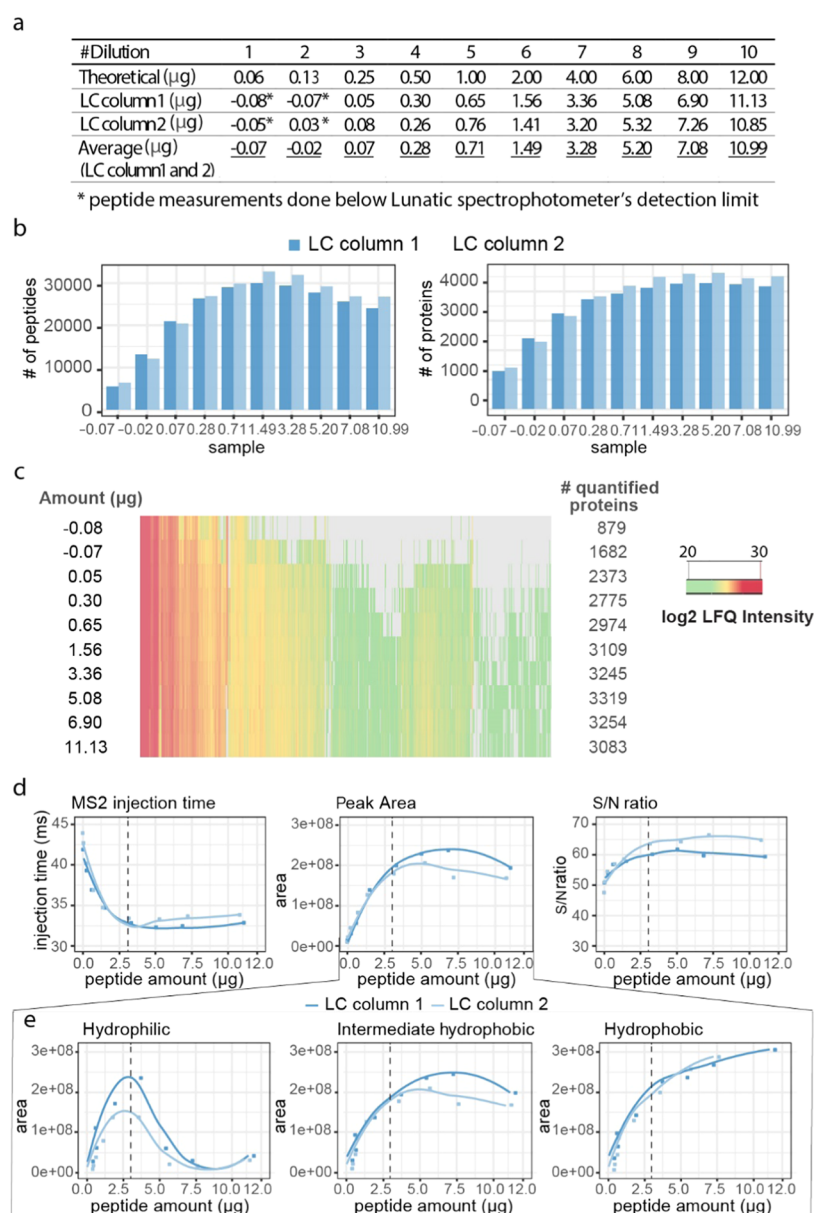 a
#Dilution 1 2 3 4 5 6 7 8 9 10
Theoretical (µg) 0.06 0.13 0.25 0.50 1.00 2.00 4.00 6.00 8.00 12.00
LC column1 (µg) -0.08* -0.07* 0.05 0.30 0.65 1.56 3.36 5.08 6.90 11.13
LC column2 (µg) -0.05* 0.03* 0.08 0.26 0.76 1.41 3.20 5.32 7.26 10.85
Average (µg) -0.07 -0.02 0.07 0.28 0.71 1.49 3.28 5.20 7.08 10.99
(LC column1 and 2)
* peptide measurements done below Lunatic spectrophotometer's detection limit
b
LC column 1 LC column 2
# of peptides
30000
20000
10000
0
-0.07 -0.02 0.07 0.28 0.71 1.49 3.28 5.20 7.08 10.99
sample
# of proteins
4000
3000
2000
1000
0
-0.07 -0.02 0.07 0.28 0.71 1.49 3.28 5.20 7.08 10.99
sample
c
Amount (µg)
# quantified
proteins
-0.08 879
-0.07 1682
0.05 2373
0.30 2775
0.65 2974
1.56 3109
3.36 3245
5.08 3319
6.90 3254
11.13 3083
20 30
log2 LFQ Intensity
d
MS2 injection time
injection time (ms)
45
40
35
30
0.0 2.5 5.0 7.5 10.0 12.0
peptide amount (µg)
Peak Area
area
3e+08
2e+08
1e+08
0e+00
0.0 2.5 5.0 7.5 10.0 12.0
peptide amount (µg)
S/N ratio
S/N ratio
70
60
50
40
30
0.0 2.5 5.0 7.5 10.0 12.0
peptide amount (µg)
LC column 1 LC column 2
e
Hydrophilic
area
3e+08
2e+08
1e+08
0e+00
0.0 2.5 5.0 7.5 10.0 12.0
peptide amount (µg)
Intermediate hydrophobic
area
3e+08
2e+08
1e+08
0e+00
0.0 2.5 5.0 7.5 10.0 12.0
peptide amount (µg)
Hydrophobic
area
3e+08
2e+08
1e+08
0e+00
0.0 2.5 5.0 7.5 10.0 12.0
peptide amount (µg)